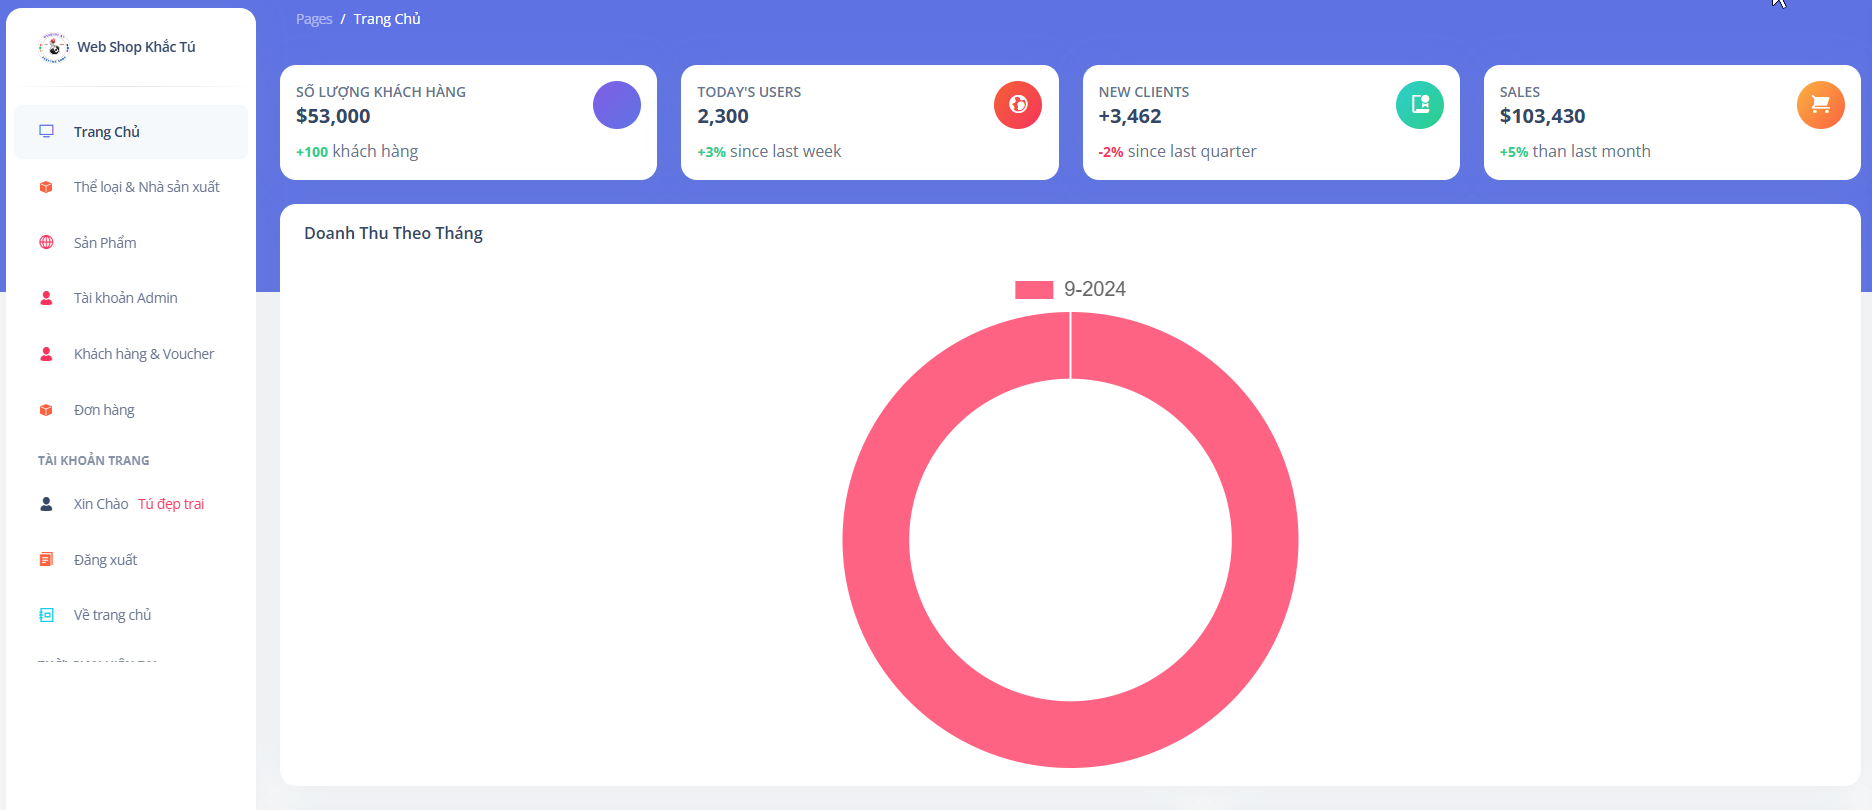 Pages / Trang Chủ
Web Shop Khắc Tú
SỐ LƯỢNG KHÁCH HÀNG
$53,000
+100 khách hàng
TODAY'S USERS
2,300
+3% since last week
NEW CLIENTS
+3,462
-2% since last quarter
SALES
$103,430
+5% than last month
Trang Chủ
Thể loại & Nhà sản xuất
Sản Phẩm
Tài khoản Admin
Khách hàng & Voucher
Đơn hàng
TÀI KHOẢN TRANG
Xin Chào Tú đẹp trai
Đăng xuất
Về trang chủ
Doanh Thu Theo Tháng
9-2024